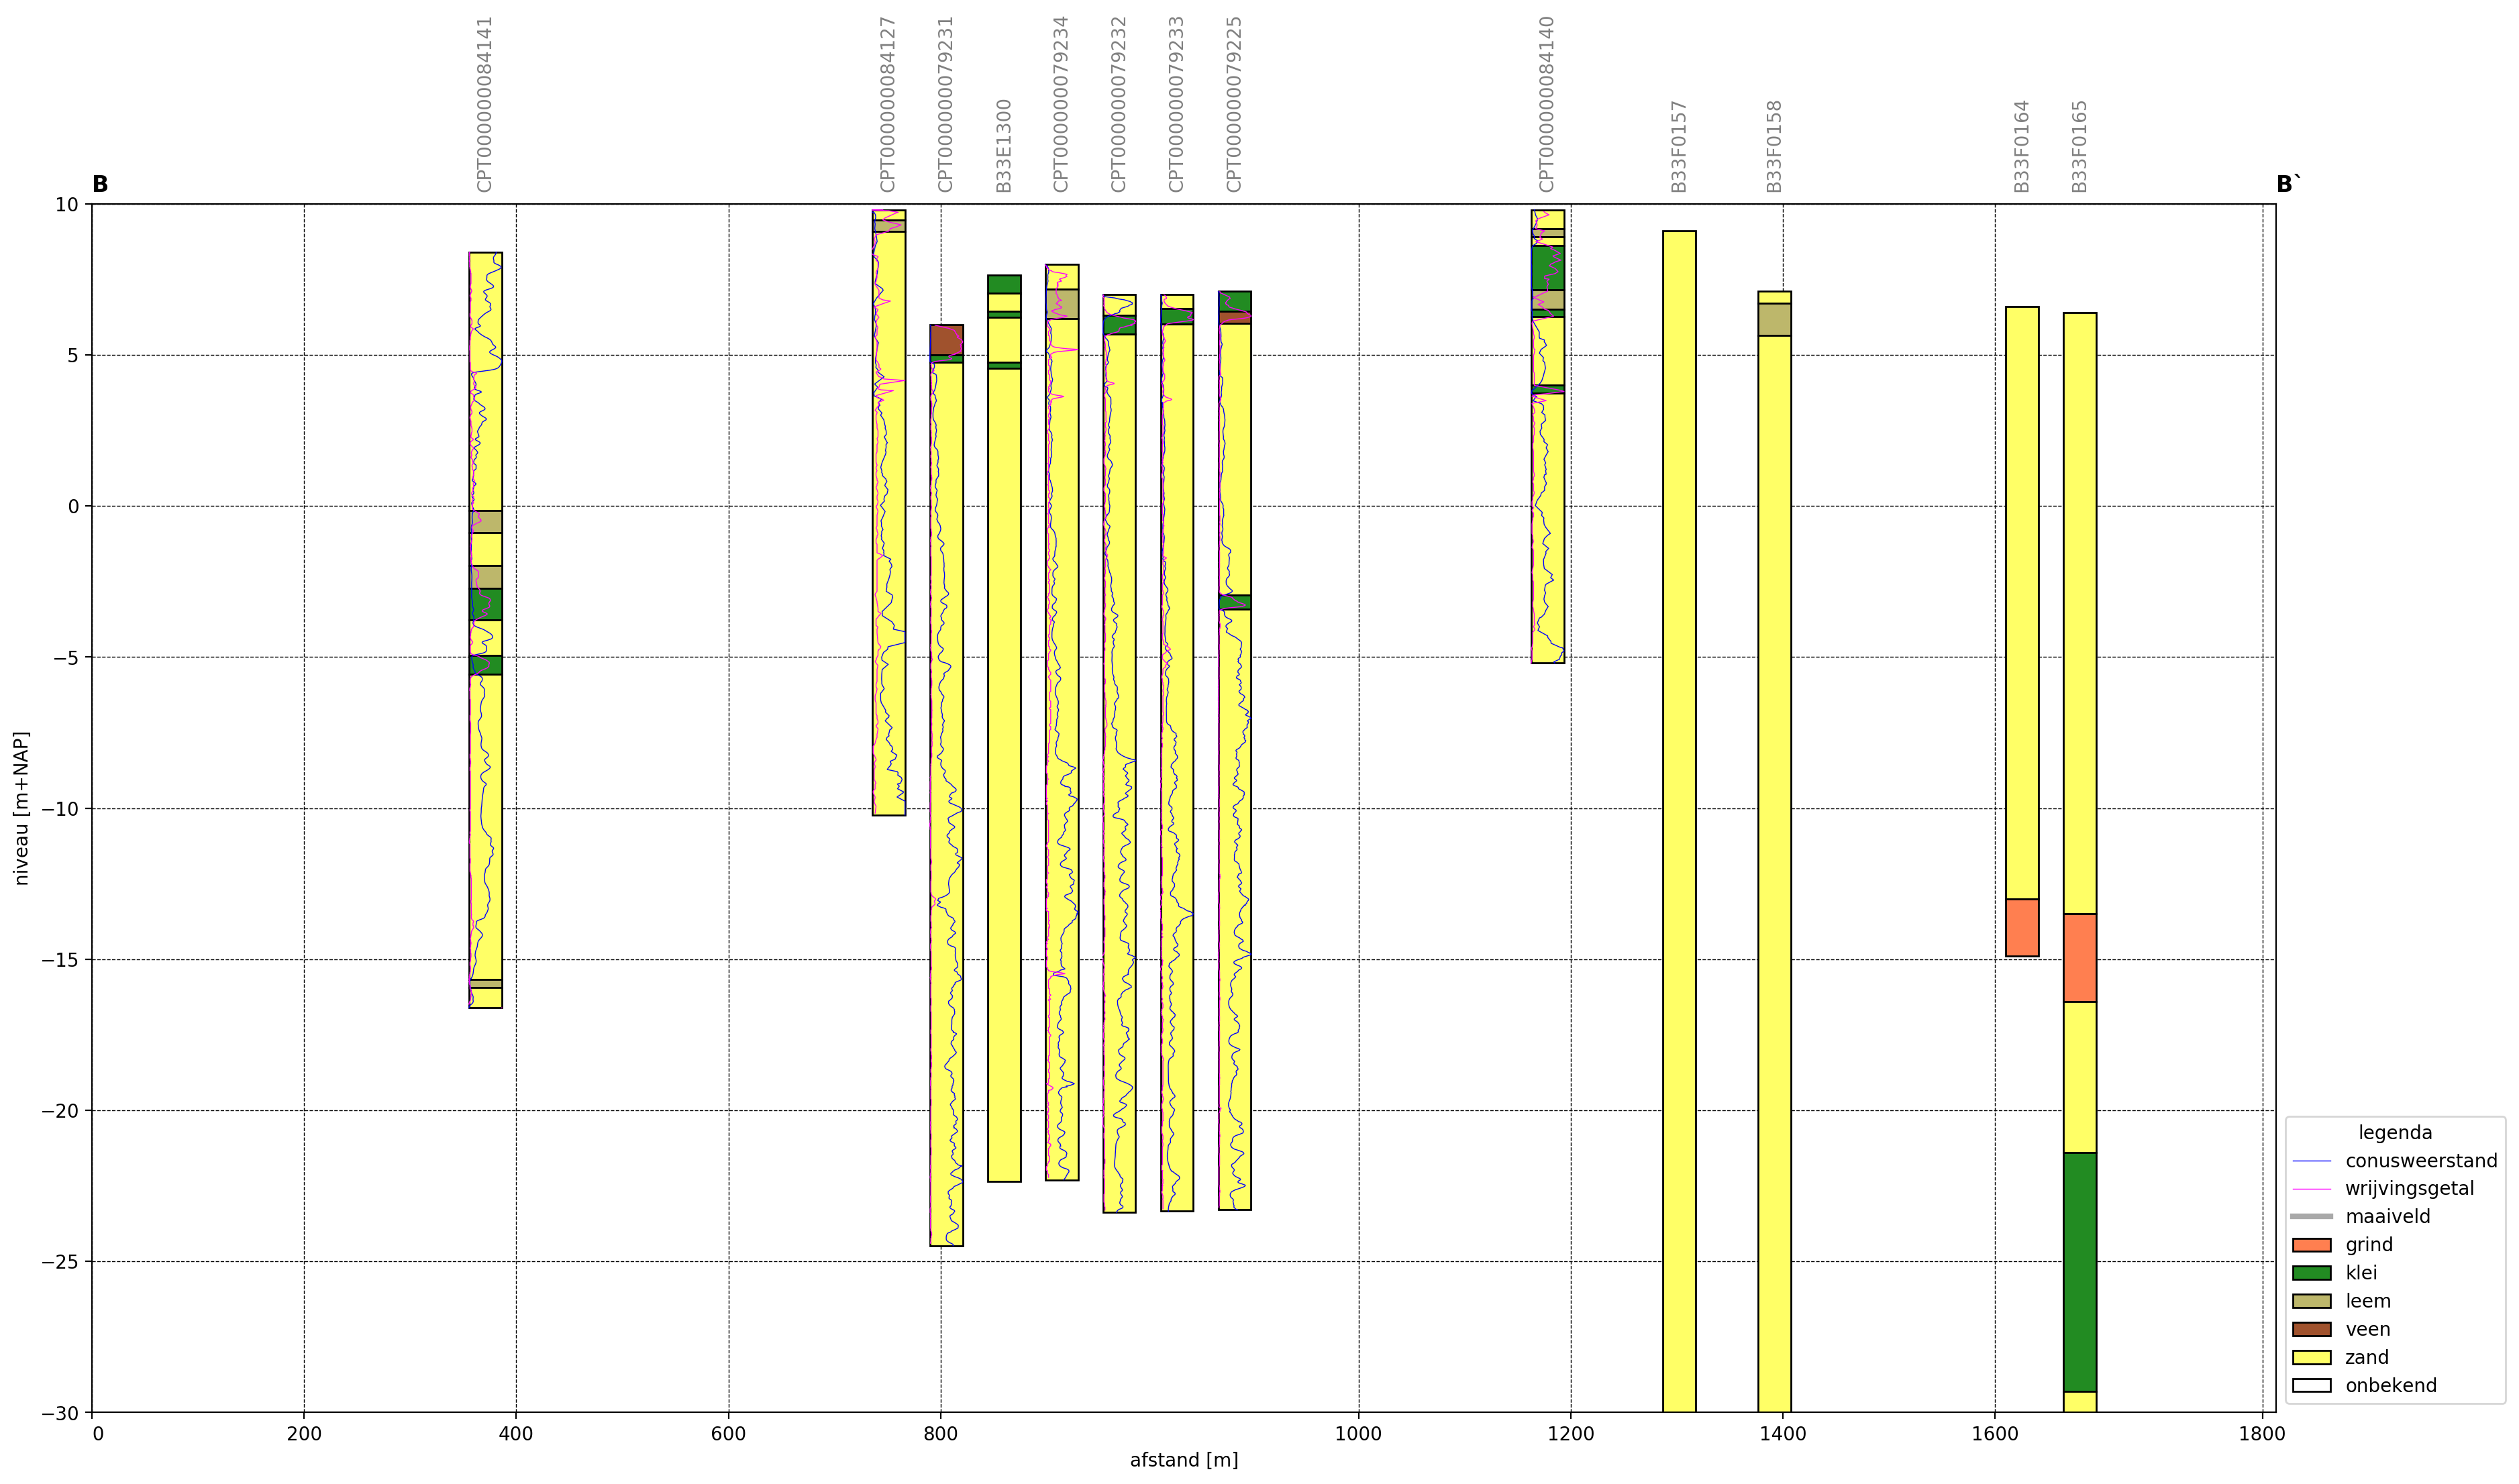 CPT000000084141
CPT000000084127
CPT000000079231
B33E1300
CPT000000079234
CPT000000079232
CPT000000079233
CPT000000079225
CPT000000084140
B33F0157
B33F0158
B33F0164
B33F0165
B
B`
10
5
0
−5
−10
−15
−20
−25
−30
niveau [m+NAP]
0
200
400
600
800
1000
1200
1400
1600
1800
afstand [m]
legenda
conusweerstand
wrijvingsgetal
maaiveld
grind
klei
leem
veen
zand
onbekend